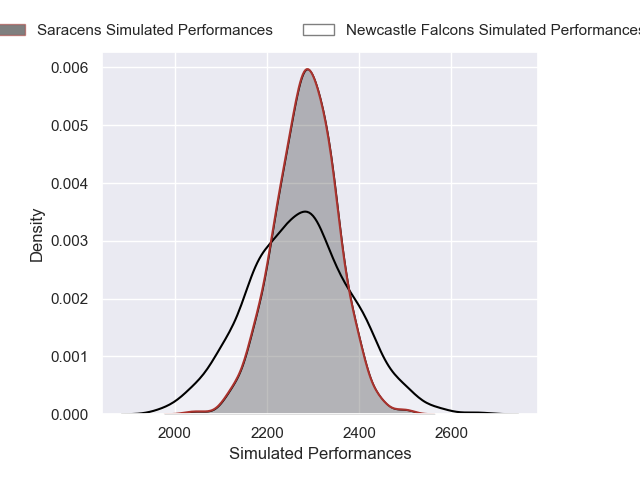 Saracens Simulated Performances
Newcastle Falcons Simulated Performances
0.006
0.005
0.004
0.003
0.002
0.001
0.000
Density
2000
2200
2400
2600
Simulated Performances